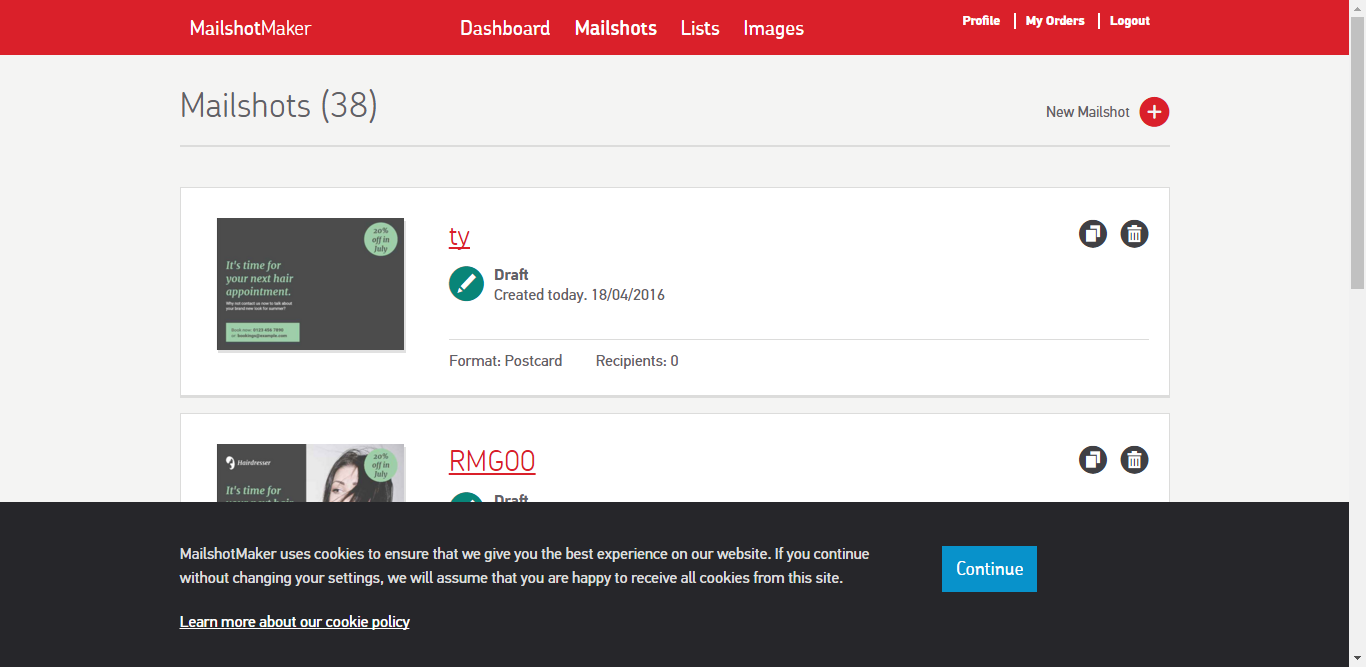 MailshotMaker
Dashboard Mailshots Lists Images
Profile My Orders Logout
Mailshots (38)
New Mailshot
20%
off in
July
It's time for
your next hair
appointment.
Why not contact us now to talk about
your brand new look for summer?
Book now: 0123 456 7890
or bookings@example.com
ty
Draft
Created today. 18/04/2016
Format: Postcard Recipients: 0
Hairdresser
20%
off in
July
It's time for
your next hair
RMG00
Draft
MailshotMaker uses cookies to ensure that we give you the best experience on our website. If you continue
without changing your settings, we will assume that you are happy to receive all cookies from this site.
Continue
Learn more about our cookie policy